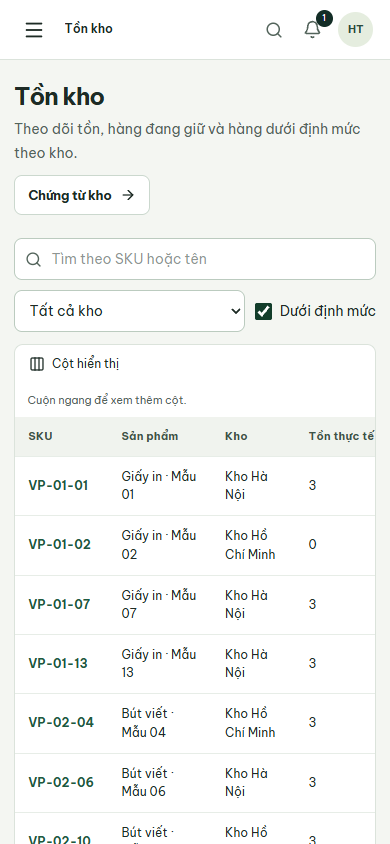 Tồn kho
1
HT
Tồn kho
Theo dõi tồn, hàng đang giữ và hàng dưới định mức
theo kho.
Chứng từ kho
Tìm theo SKU hoặc tên
Tất cả kho
Dưới định mức
Cột hiển thị
Cuộn ngang để xem thêm cột.
SKU Sản phẩm Kho Tồn thực tế
VP-01-01 Giấy in · Mẫu 01 Kho Hà Nội 3
VP-01-02 Giấy in · Mẫu 02 Kho Hồ Chí Minh 0
VP-01-07 Giấy in · Mẫu 07 Kho Hà Nội 3
VP-01-13 Giấy in · Mẫu 13 Kho Hà Nội 3
VP-02-04 Bút viết · Mẫu 04 Kho Hồ Chí Minh 3
VP-02-06 Bút viết · Mẫu 06 Kho Hà Nội 3
VP-02-10 Bút viết · Kho Hồ 3